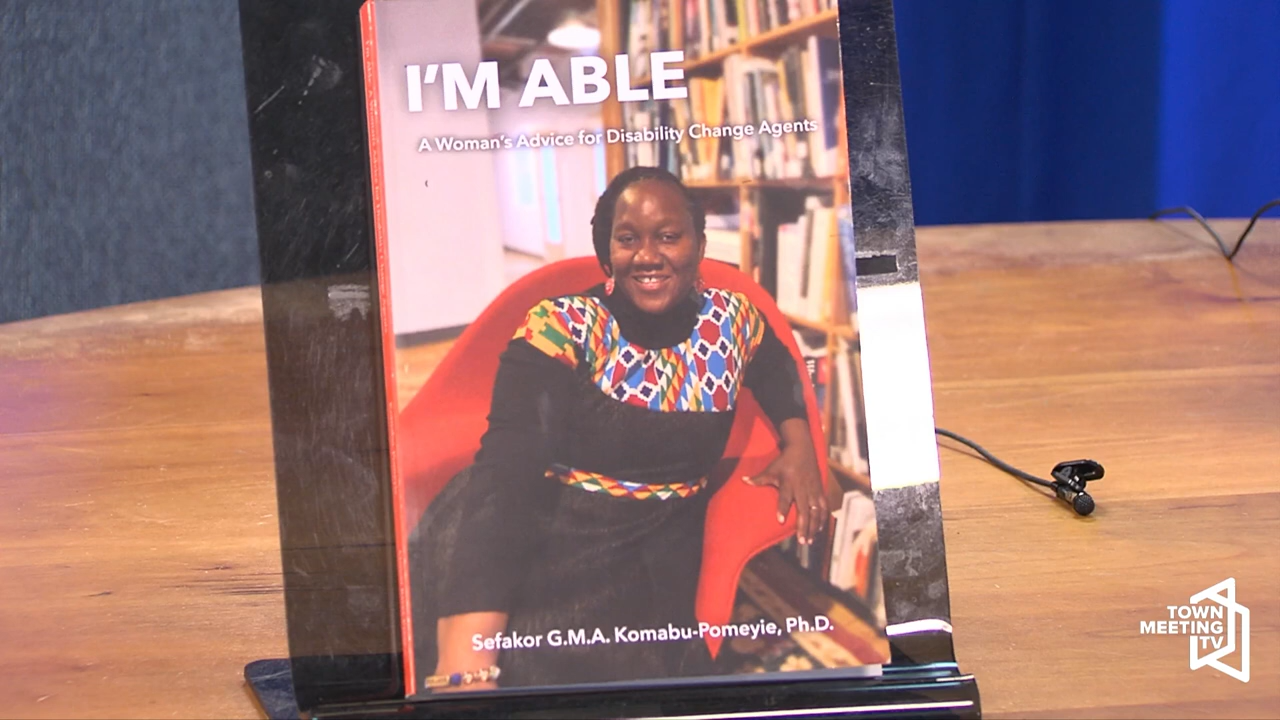 I'M ABLE
A Woman's Advice for Disability Change Agents
Sefakor G.M.A. Komabu-Pomeyie, Ph.D.
TOWN
MEETING
TV